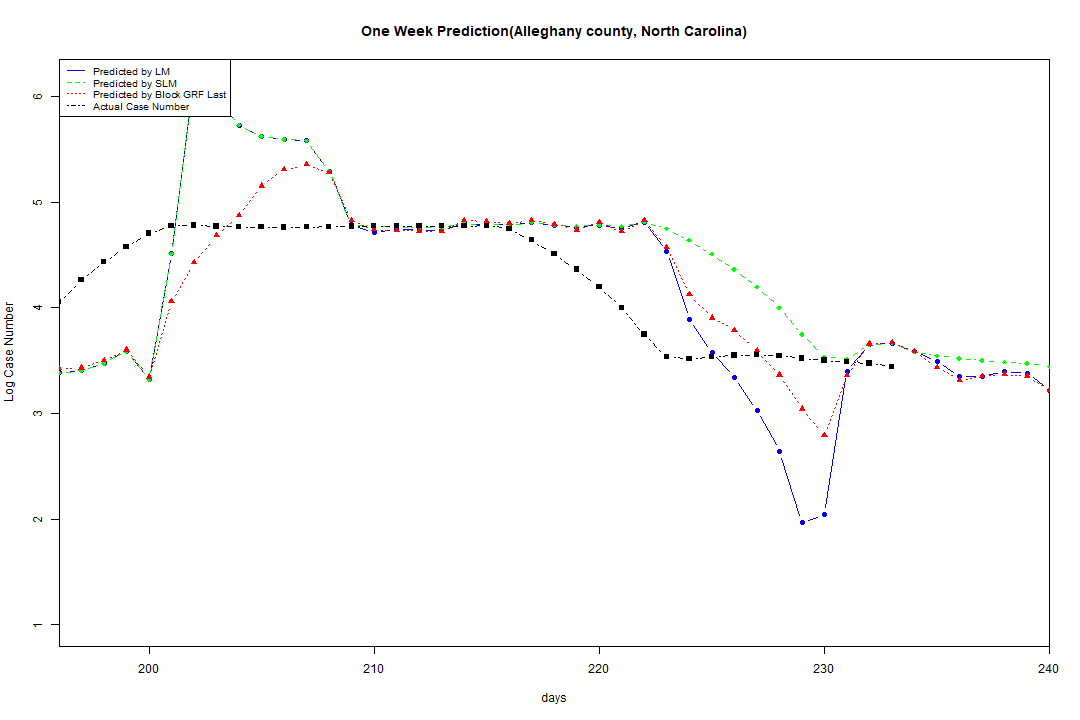 One Week Prediction(Alleghany county, North Carolina)
Predicted by LM
Predicted by SLM
Predicted by Block GRF Last
Actual Case Number
6
5
4
3
2
1
Log Case Number
200 210 220 230 240
days